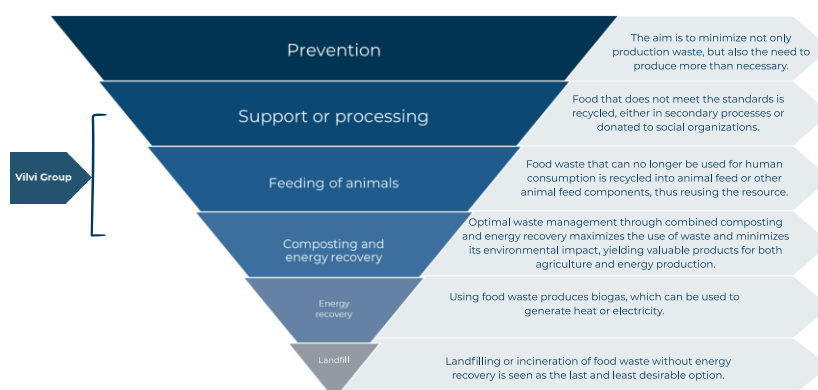 Prevention
The aim is to minimize not only
production waste, but also the need to
produce more than necessary.
Support or processing
Food that does not meet the standards is
recycled, either in secondary processes or
donated to social organizations.
Vilvi Group
Feeding of animals
Food waste that can no longer be used for human
consumption is recycled into animal feed or other
animal feed components, thus reusing the resource.
Composting and
energy recovery
Optimal waste management through combined composting
and energy recovery maximizes the use of waste and minimizes
its environmental impact, yielding valuable products for both
agriculture and energy production.
Energy
recovery
Using food waste produces biogas, which can be used to
generate heat or electricity.
Landfill
Landfilling or incineration of food waste without energy
recovery is seen as the last and least desirable option.